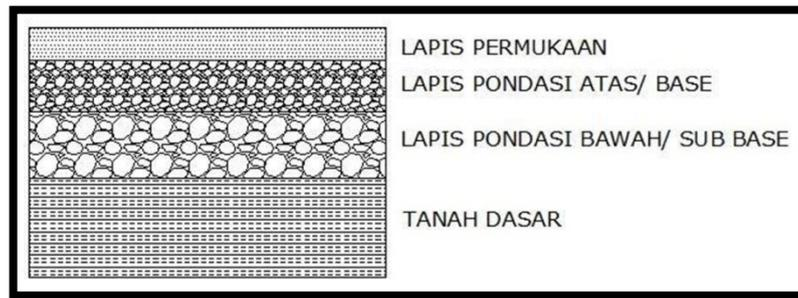 LAPIS PERMUKAAN
LAPIS PONDASI ATAS/ BASE
LAPIS PONDASI BAWAH/ SUB BASE
TANAH DASAR